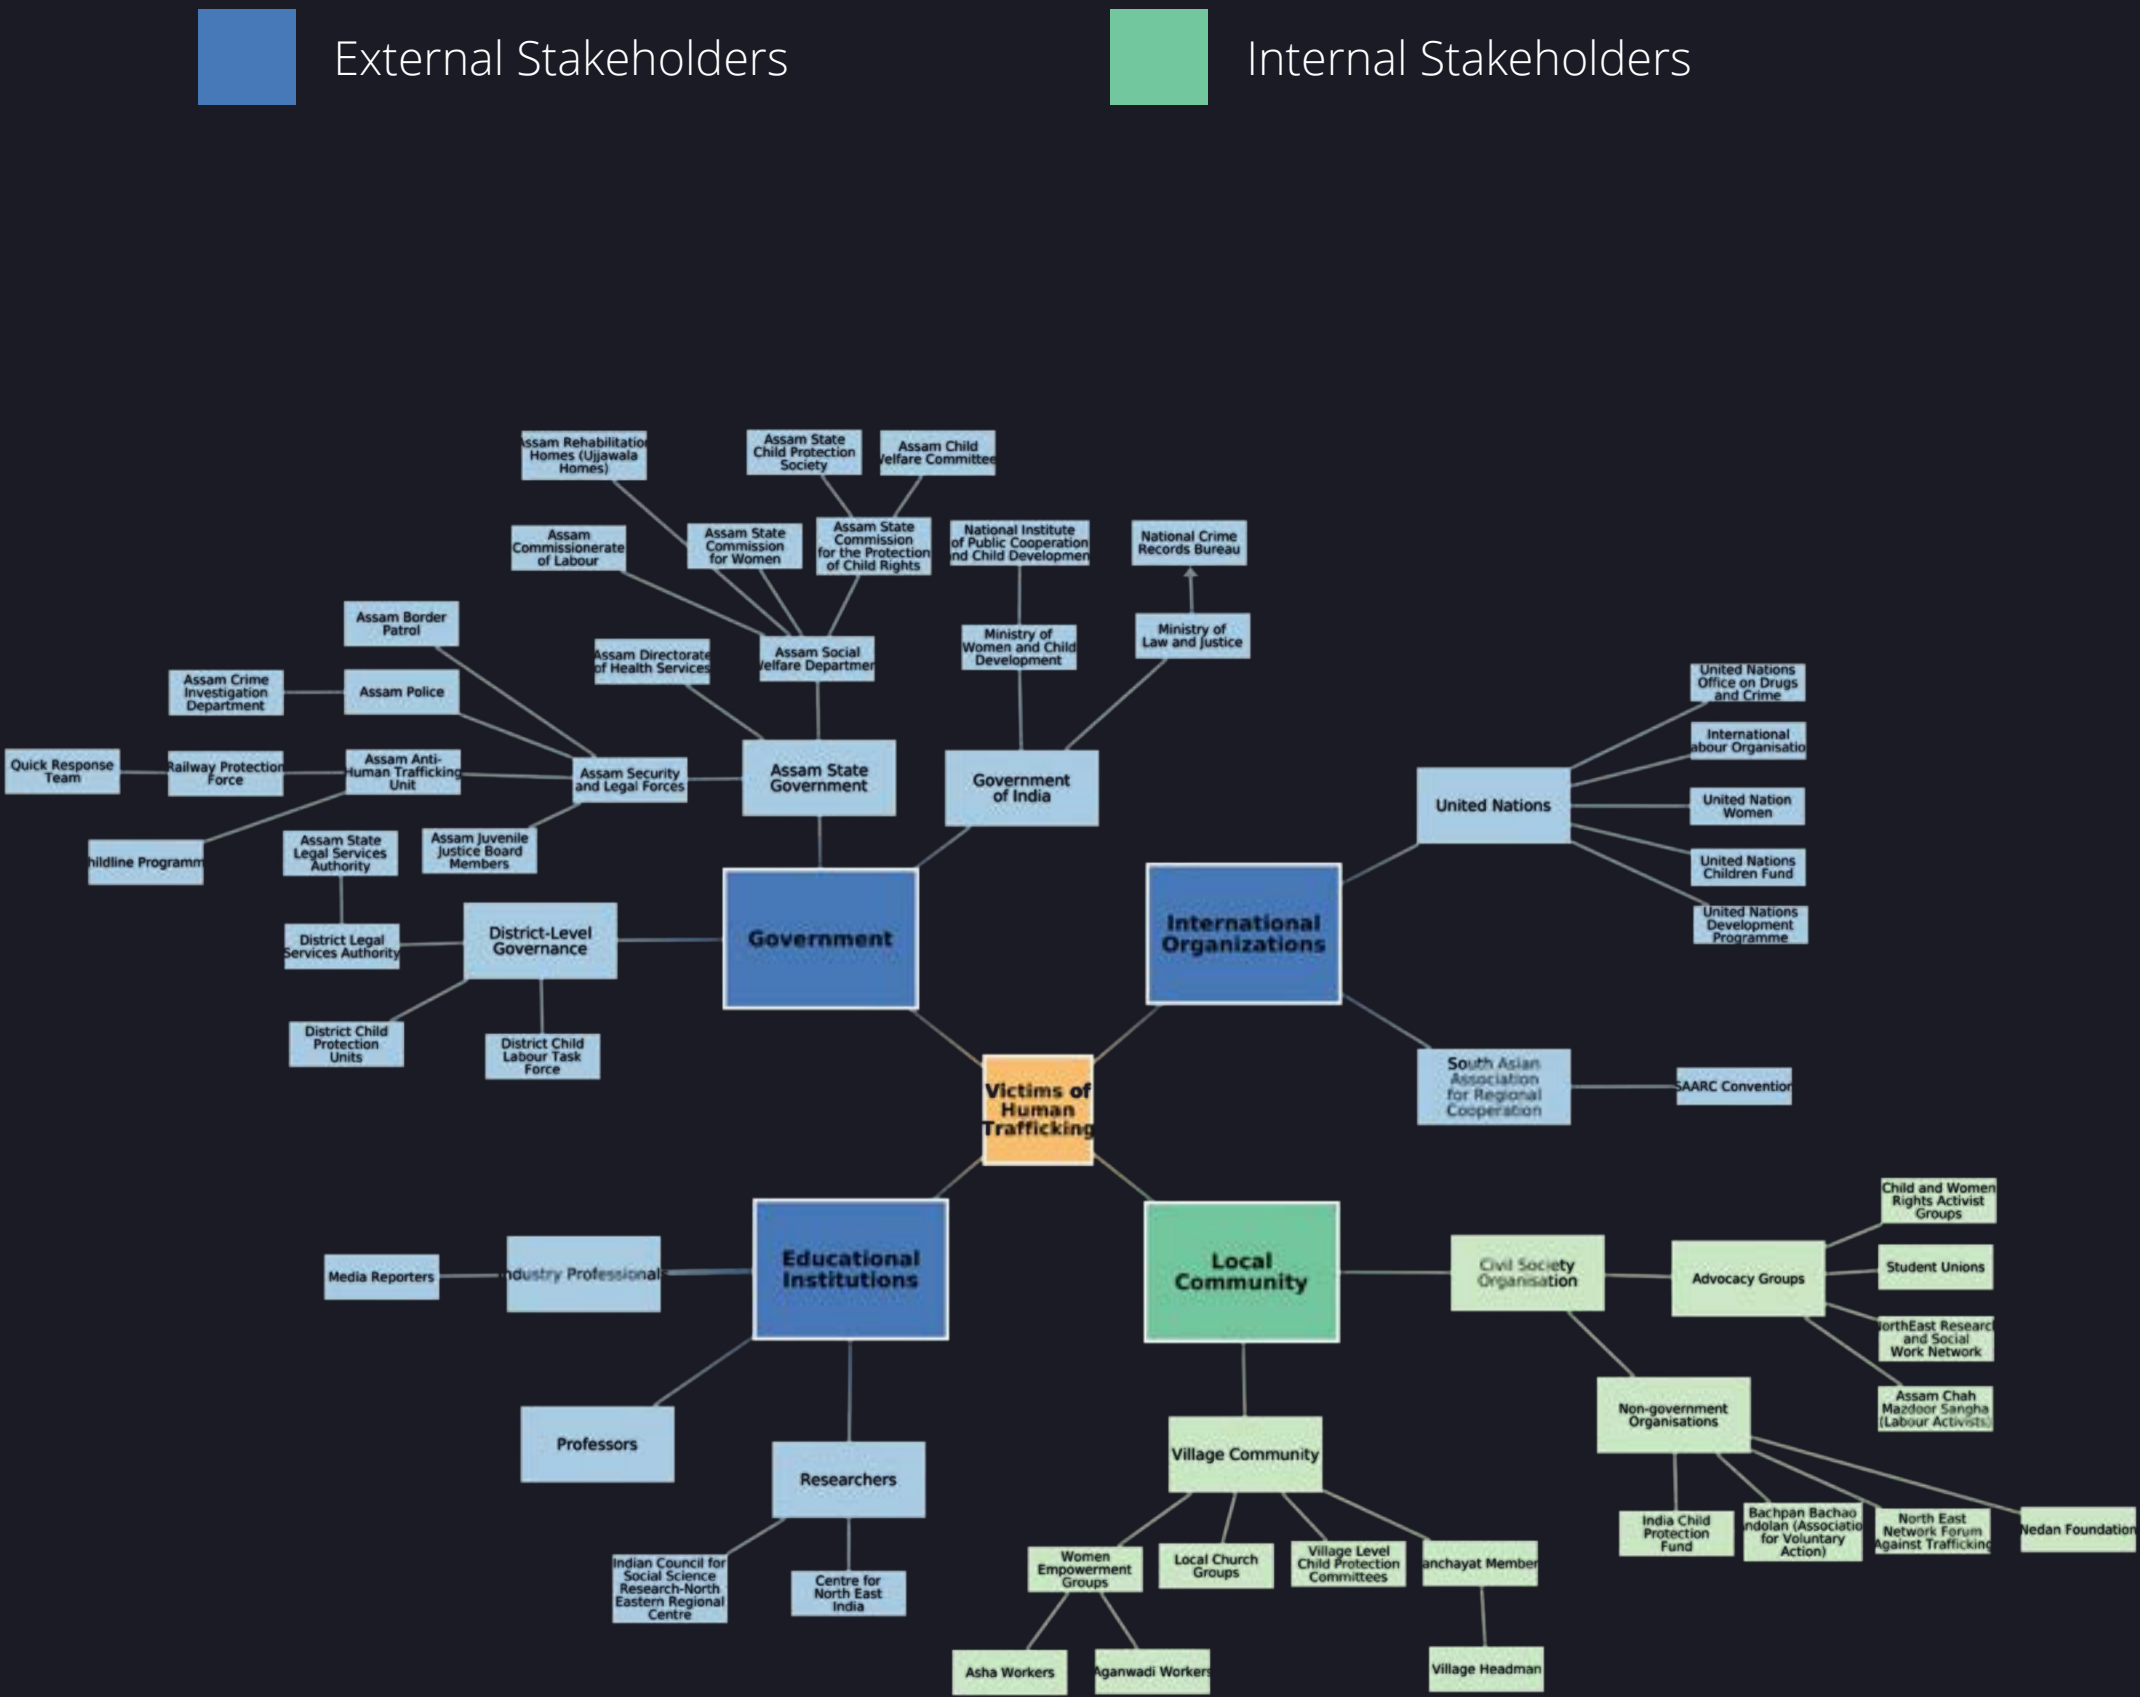 External Stakeholders
Internal Stakeholders
Assam Rehabilitation
Homes (Ujjawala
Homes)
Assam State
Child Protection
Society
Assam Child
Welfare Committee
Assam
Commissionerate
of Labour
Assam State
Commission
for Women
Assam State
Commission
for the Protection
of Child Rights
National Institute
of Public Cooperation
and Child Development
National Crime
Records Bureau
Assam Border
Patrol
Assam Directorate
of Health Services
Assam Social
Welfare Department
Ministry of
Women and Child
Development
Ministry of
Law and Justice
Assam Crime
Investigation
Department
Assam Police
United Nations
Office on Drugs
and Crime
Quick Response
Team
Railway Protection
Force
Assam Anti-
Human Trafficking
Unit
Assam Security
and Legal Forces
Assam State
Government
Government
of India
United Nations
International
abour Organisatio
United Nation
Women
hildline Programm
Assam State
Legal Services
Authority
Assam Juvenile
Justice Board
Members
United Nations
Children Fund
District Legal
Services Authority
District-Level
Governance
Government
International
Organizations
United Nations
Development
Programme
District Child
Protection
Units
District Child
Labour Task
Force
Victims of
Human
Trafficking
South Asian
Association
for Regional
Cooperation
SAARC Convention
Media Reporters
Industry Professionals
Educational
Institutions
Local
Community
Civil Society
Organisation
Advocacy Groups
Child and Women
Rights Activist
Groups
Student Unions
NorthEast Research
and Social
Work Network
Assam Chah
Mazdoor Sangha
(Labour Activists)
Professors
Researchers
Village Community
Non-government
Organisations
Indian Council for
Social Science
Research-North
Eastern Regional
Centre
Centre for
North East
India
Women
Empowerment
Groups
Local Church
Groups
Village Level
Child Protection
Committees
anchayat Member
India Child
Protection
Fund
Bachpan Bachao
ndolan (Associatio
for Voluntary
Action)
North East
Network Forum
Against Trafficking
Nedan Foundation
Asha Workers
Aganwadi Workers
Village Headman